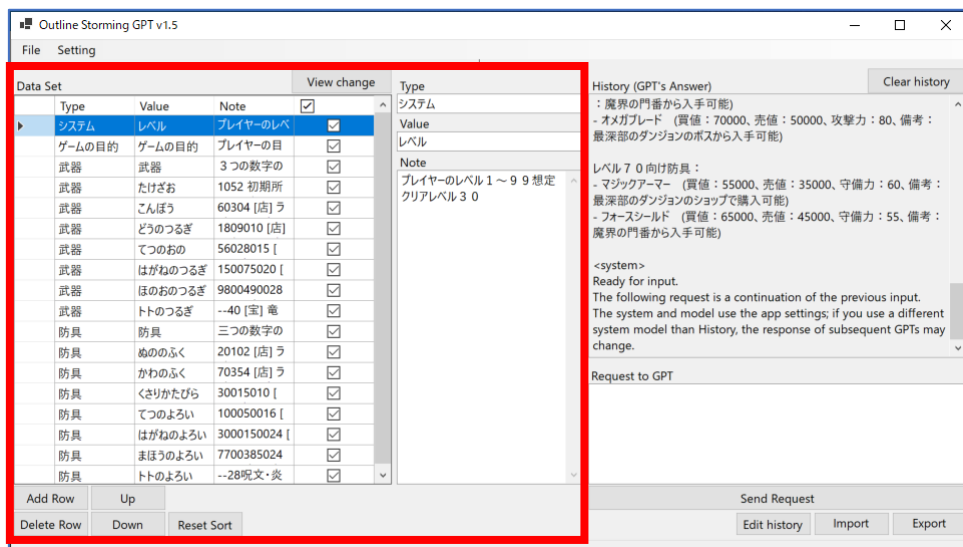 Outline Storming GPT v1.5
File Setting
Data Set
View change
Type Value Note
システム レベル プレイヤーのレベ
ゲームの目的 ゲームの目的 プレイヤーの目
武器 武器 3つの数字の
武器 たけざお 1052 初期所
武器 こんぼう 60304 [店] ラ
武器 どうのつるぎ 1809010 [店]
武器 てつのおの 56028015 [
武器 はがねのつるぎ 150075020 [
武器 ほのおのつるぎ 9800490028
武器 トトのつるぎ --40 [宝] 竜
防具 防具 三つの数字の
防具 ぬののふく 20102 [店] ラ
防具 かわのふく 70354 [店] ラ
防具 くさりかたびら 30015010 [
防具 てつのよろい 100050016 [
防具 はがねのよろい 3000150024 [
防具 まほうのよろい 7700385024
防具 トトのよろい --28呪文・炎
Add Row Up
Delete Row Down Reset Sort
Type
システム
Value
レベル
Note
プレイヤーのレベル1~99想定
クリアレベル30
History (GPT's Answer)
Clear history
:魔界の門番から入手可能)
- オメガブレード (買値:70000、売値:50000、攻撃力:80、備考:
最深部のダンジョンのボスから入手可能)
レベル70向け防具:
- マジックアーマー (買値:55000、売値:35000、守備力:60、備考:
最深部のダンジョンのショップで購入可能)
- フォースシールド (買値:65000、売値:45000、守備力:55、備考:
魔界の門番から入手可能)
<system>
Ready for input.
The following request is a continuation of the previous input.
The system and model use the app settings; if you use a different
system model than History, the response of subsequent GPTs may
change.
Request to GPT
Send Request
Edit history Import Export